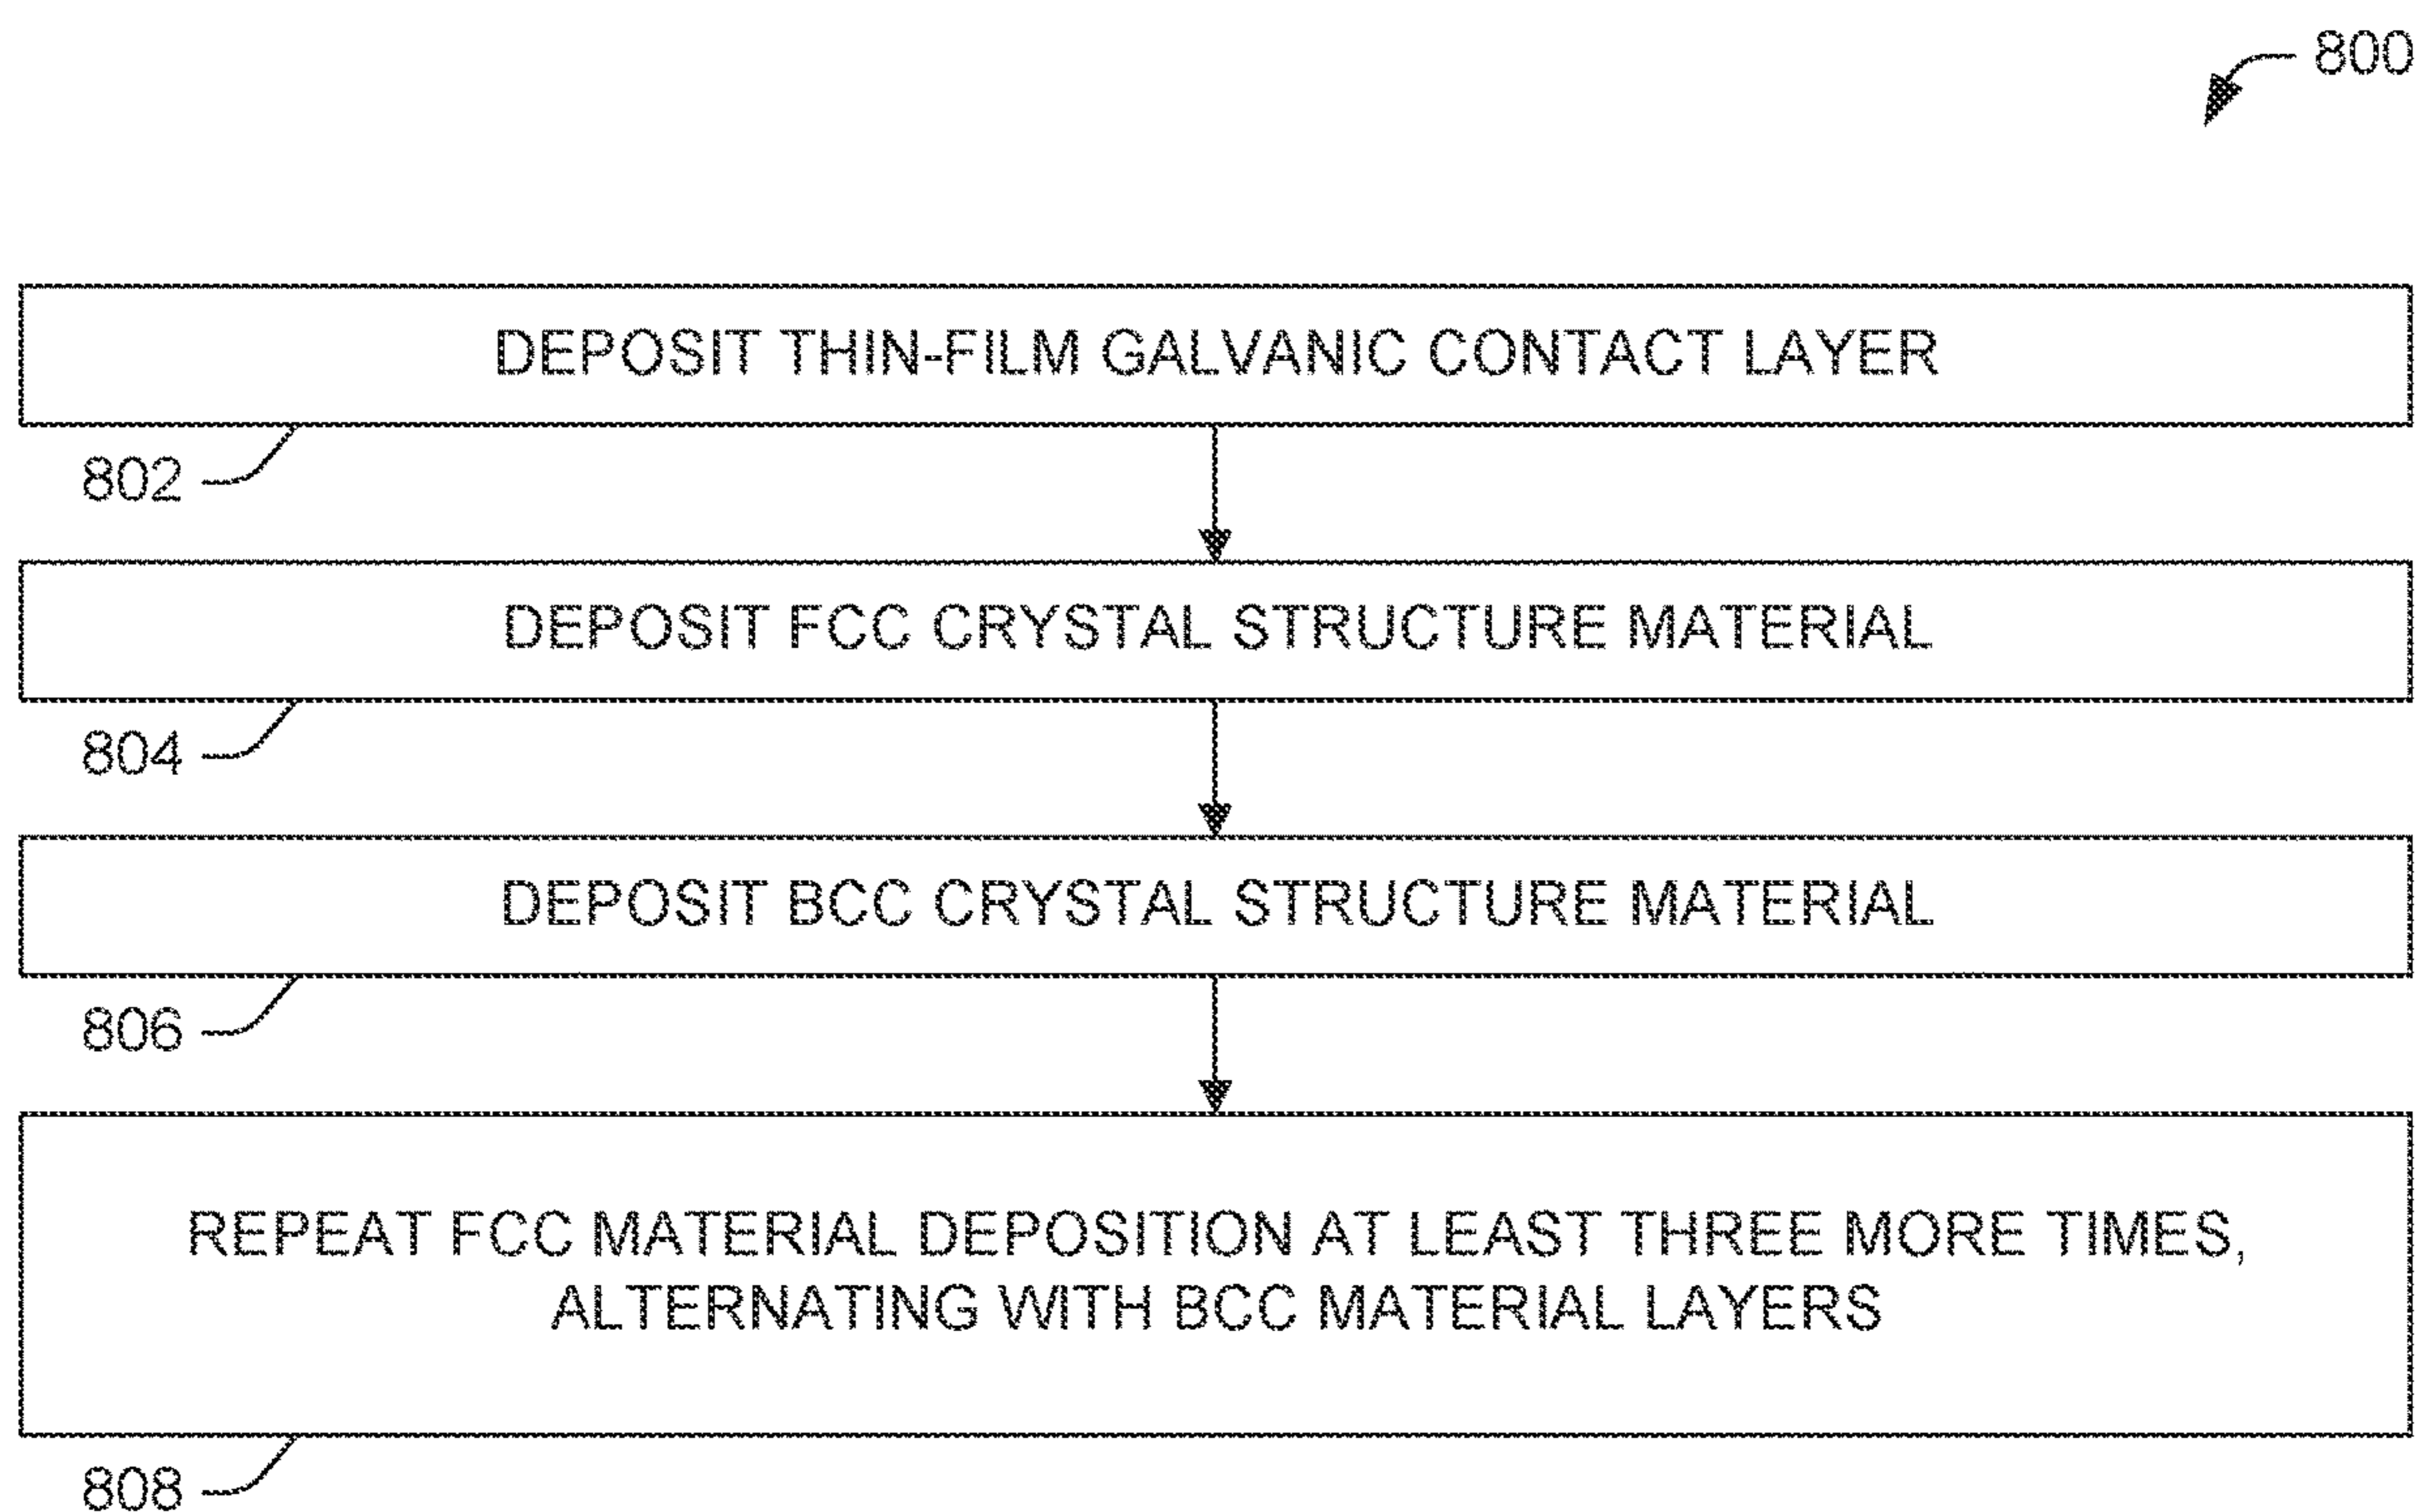 800
DEPOSIT THIN-FILM GALVANIC CONTACT LAYER
802
DEPOSIT FCC CRYSTAL STRUCTURE MATERIAL
804
DEPOSIT BCC CRYSTAL STRUCTURE MATERIAL
806
REPEAT FCC MATERIAL DEPOSITION AT LEAST THREE MORE TIMES,
ALTERNATING WITH BCC MATERIAL LAYERS
808